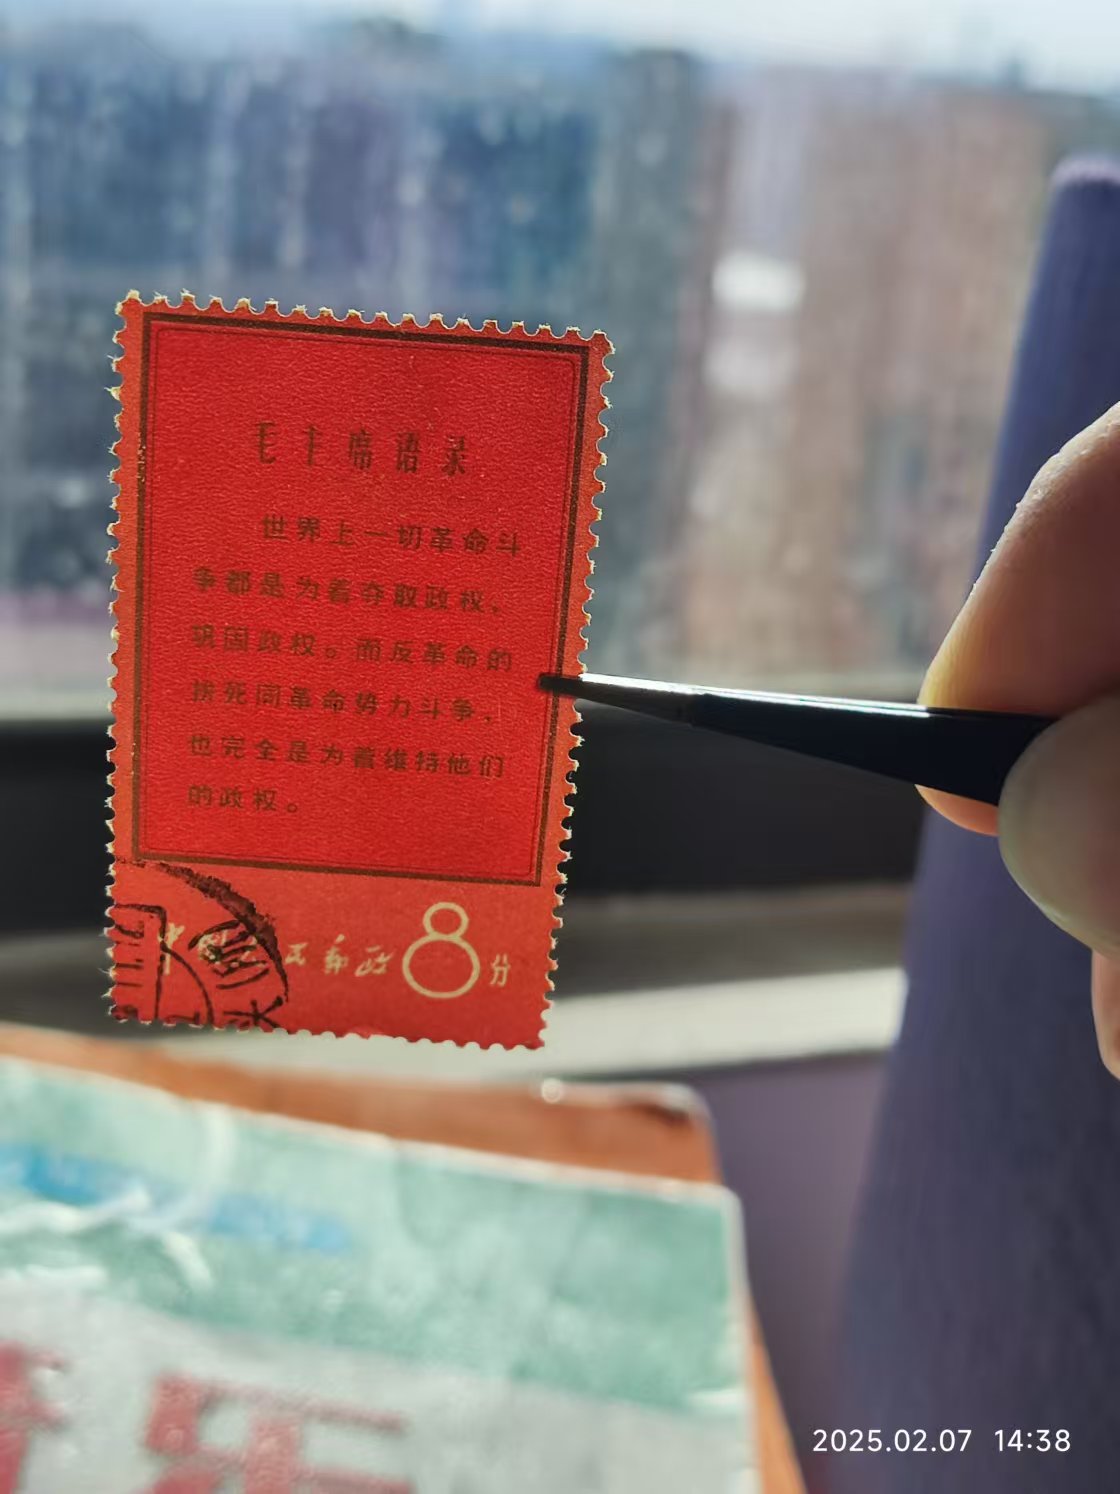 毛主席语录
世界上一切革命斗
争都是为着夺取政权，
巩固政权。而反革命的
拚死同革命势力斗争，
也完全是为着维持他们
的政权。
中国人民邮政 8分
2025.02.07 14:38